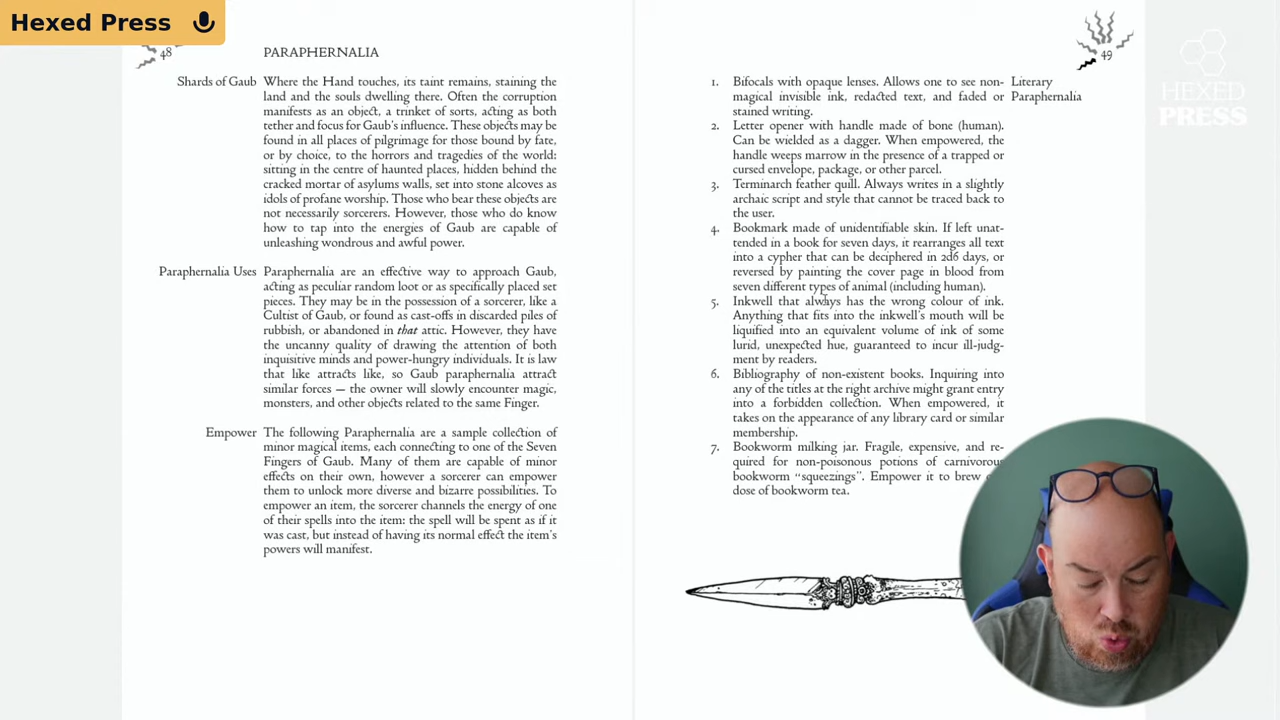 Hexed Press
48
PARAPHERNALIA
Shards of Gaub
Where the Hand touches, its taint remains, staining the
land and the souls dwelling there. Often the corruption
manifests as an object, a trinket of sorts, acting as both
tether and focus for Gaub's influence. These objects may be
found in all places of pilgrimage for those bound by fate,
or by choice, to the horrors and tragedies of the world:
sitting in the centre of haunted places, hidden behind the
cracked mortar of asylums walls, set into stone alcoves as
idols of profane worship. Those who bear these objects are
not necessarily sorcerers. However, those who do know
how to tap into the energies of Gaub are capable of
unleashing wondrous and awful power.
Paraphernalia Uses
Paraphernalia are an effective way to approach Gaub,
acting as peculiar random loot or as specifically placed set
pieces. They may be in the possession of a sorcerer, like a
Cultist of Gaub, or found as cast-offs in discarded piles of
rubbish, or abandoned in that attic. However, they have
the uncanny quality of drawing the attention of both
inquisitive minds and power-hungry individuals. It is law
that like attracts like, so Gaub paraphernalia attract
similar forces — the owner will slowly encounter magic,
monsters, and other objects related to the same Finger.
Empower
The following Paraphernalia are a sample collection of
minor magical items, each connecting to one of the Seven
Fingers of Gaub. Many of them are capable of minor
effects on their own, however a sorcerer can empower
them to unlock more diverse and bizarre possibilities. To
empower an item, the sorcerer channels the energy of one
of their spells into the item: the spell will be spent as if it
was cast, but instead of having its normal effect the item's
powers will manifest.
49
Literary
Paraphernalia
1. Bifocals with opaque lenses. Allows one to see non-
magical invisible ink, redacted text, and faded or
stained writing.
2. Letter opener with handle made of bone (human).
Can be wielded as a dagger. When empowered, the
handle weeps marrow in the presence of a trapped or
cursed envelope, package, or other parcel.
3. Terminarch feather quill. Always writes in a slightly
archaic script and style that cannot be traced back to
the user.
4. Bookmark made of unidentifiable skin. If left unat-
tended in a book for seven days, it rearranges all text
into a cypher that can be deciphered in 2d6 days, or
reversed by painting the cover page in blood from
seven different types of animal (including human).
5. Inkwell that always has the wrong colour of ink.
Anything that fits into the inkwell's mouth will be
liquified into an equivalent volume of ink of some
lurid, unexpected hue, guaranteed to incur ill-judg-
ment by readers.
6. Bibliography of non-existent books. Inquiring into
any of the titles at the right archive might grant entry
into a forbidden collection. When empowered, it
takes on the appearance of any library card or similar
membership.
7. Bookworm milking jar. Fragile, expensive, and re-
quired for non-poisonous potions of carnivorous
bookworm “squeezings”. Empower it to brew
dose of bookworm tea.
HEXED
PRESS